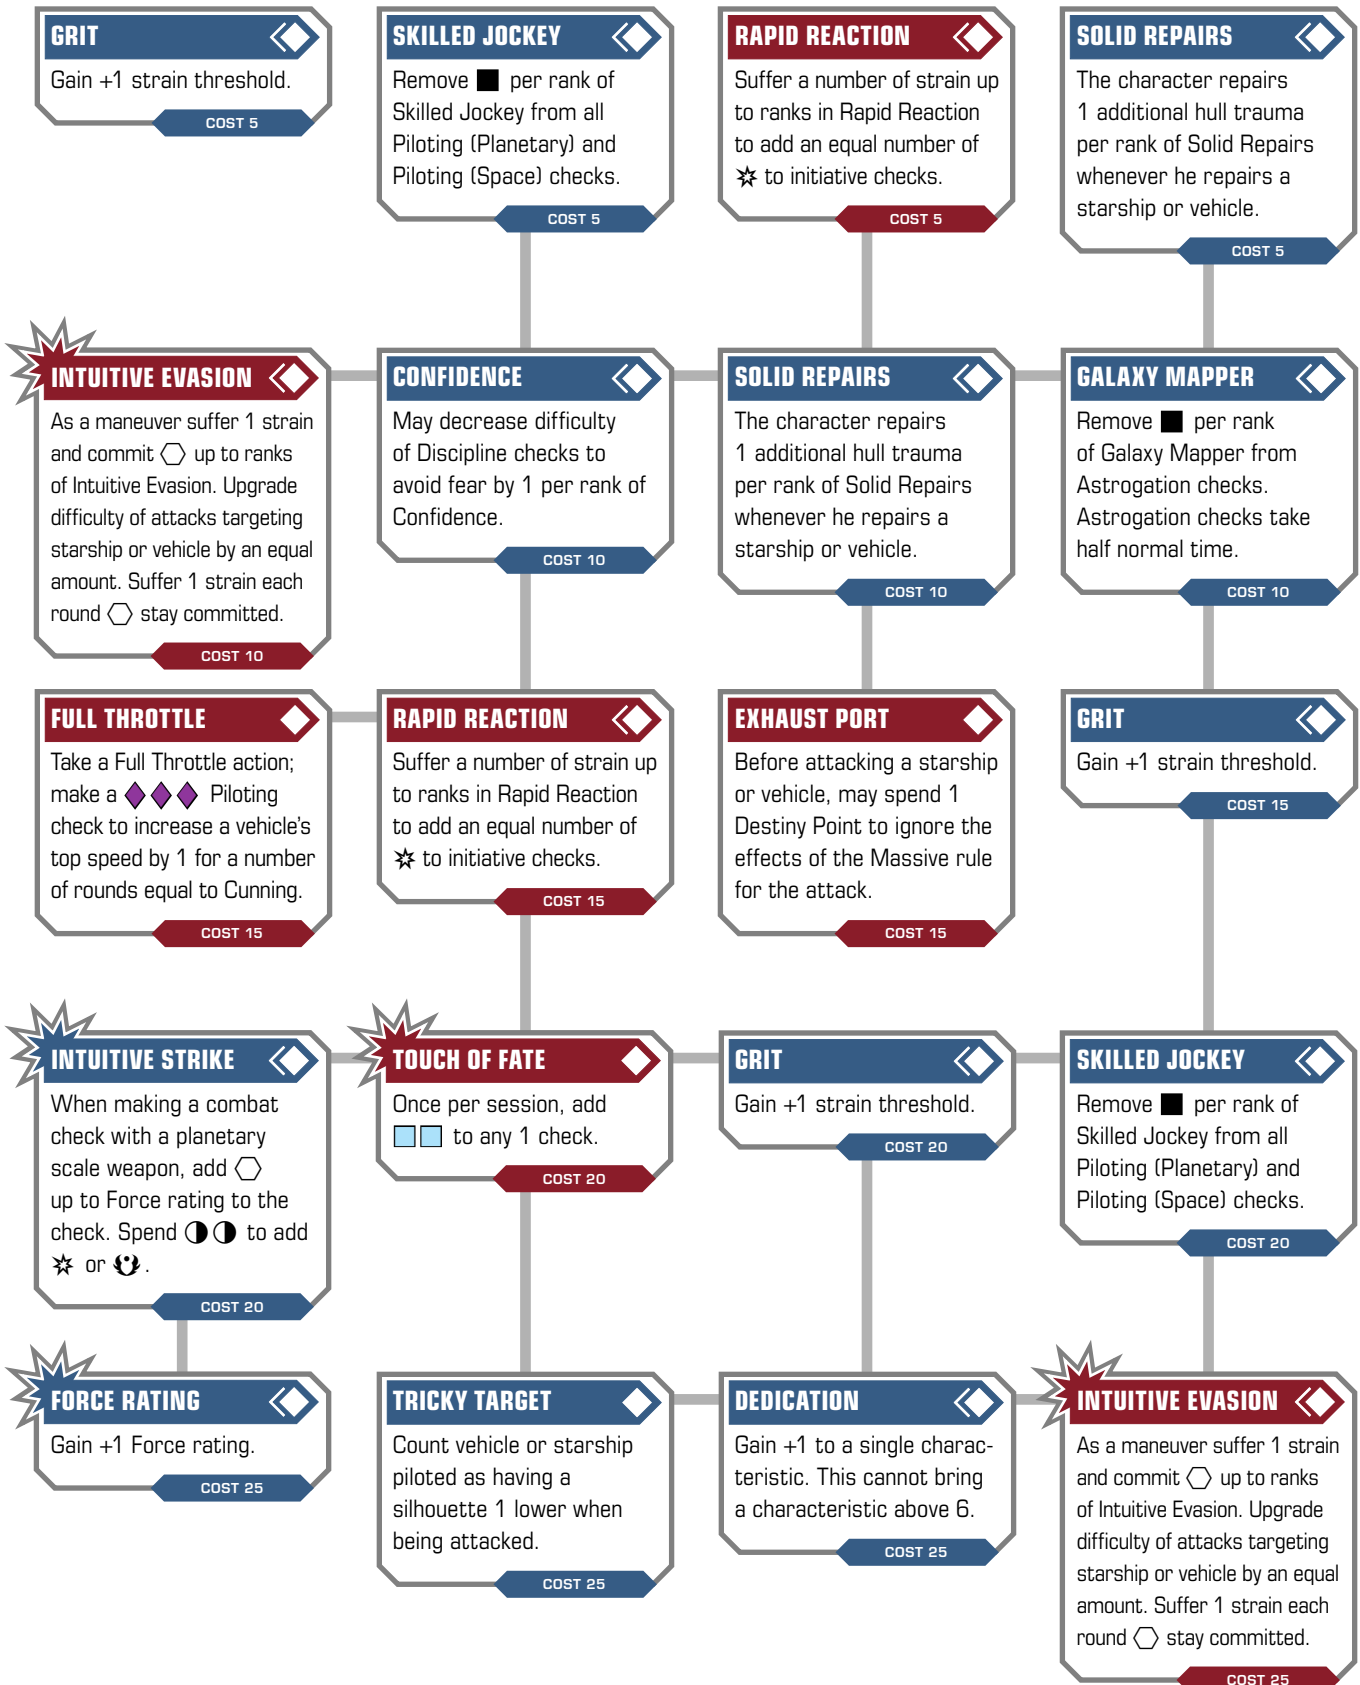 GRIT
Gain +1 strain threshold.
COST 5
SKILLED JOCKEY
Remove per rank of
Skilled Jockey from all
Piloting (Planetary) and
Piloting (Space) checks.
COST 5
RAPID REACTION
Suffer a number of strain up
to ranks in Rapid Reaction
to add an equal number of
to initiative checks.
COST 5
SOLID REPAIRS
The character repairs
1 additional hull trauma
per rank of Solid Repairs
whenever he repairs a
starship or vehicle.
COST 5
INTUITIVE EVASION
As a maneuver suffer 1 strain
and commit up to ranks
of Intuitive Evasion. Upgrade
difficulty of attacks targeting
starship or vehicle by an equal
amount. Suffer 1 strain each
round stay committed.
COST 10
CONFIDENCE
May decrease difficulty
of Discipline checks to
avoid fear by 1 per rank of
Confidence.
COST 10
SOLID REPAIRS
The character repairs
1 additional hull trauma
per rank of Solid Repairs
whenever he repairs a
starship or vehicle.
COST 10
GALAXY MAPPER
Remove per rank
of Galaxy Mapper from
Astrogation checks.
Astrogation checks take
half normal time.
COST 10
FULL THROTTLE
Take a Full Throttle action;
make a Piloting
check to increase a vehicle's
top speed by 1 for a number
of rounds equal to Cunning.
COST 15
RAPID REACTION
Suffer a number of strain up
to ranks in Rapid Reaction
to add an equal number of
to initiative checks.
COST 15
EXHAUST PORT
Before attacking a starship
or vehicle, may spend 1
Destiny Point to ignore the
effects of the Massive rule
for the attack.
COST 15
GRIT
Gain +1 strain threshold.
COST 15
INTUITIVE STRIKE
When making a combat
check with a planetary
scale weapon, add
up to Force rating to the
check. Spend to add
or .
COST 20
TOUCH OF FATE
Once per session, add
to any 1 check.
COST 20
GRIT
Gain +1 strain threshold.
COST 20
SKILLED JOCKEY
Remove per rank of
Skilled Jockey from all
Piloting (Planetary) and
Piloting (Space) checks.
COST 20
FORCE RATING
Gain +1 Force rating.
COST 25
TRICKY TARGET
Count vehicle or starship
piloted as having a
silhouette 1 lower when
being attacked.
COST 25
DEDICATION
Gain +1 to a single charac-
teristic. This cannot bring
a characteristic above 6.
COST 25
INTUITIVE EVASION
As a maneuver suffer 1 strain
and commit up to ranks
of Intuitive Evasion. Upgrade
difficulty of attacks targeting
starship or vehicle by an equal
amount. Suffer 1 strain each
round stay committed.
COST 25